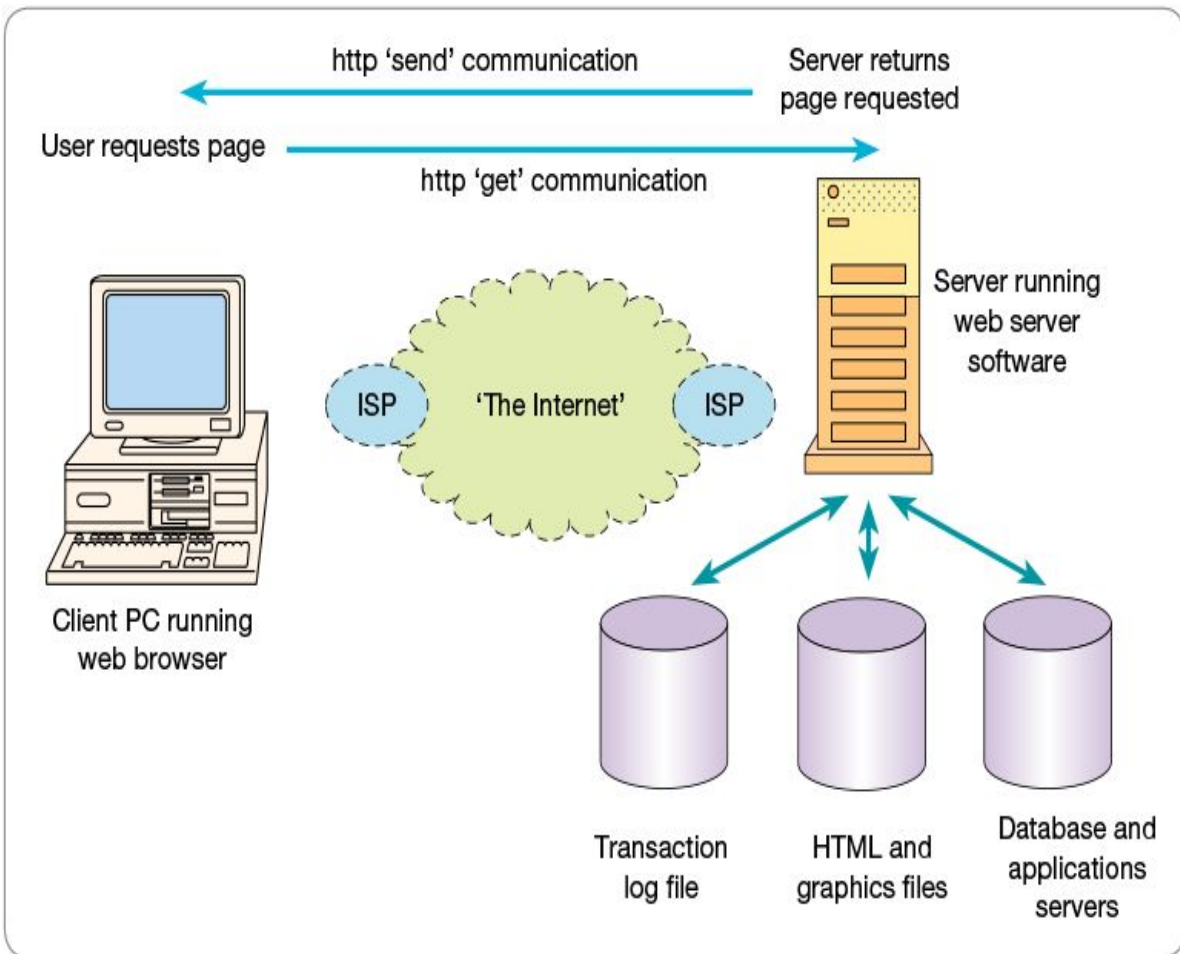 http ‘send’ communication
Server returns
page requested
User requests page
http ‘get’ communication
Server running
web server
software
ISP
‘The Internet’
ISP
Client PC running
web browser
Transaction
log file
HTML and
graphics files
Database and
applications
servers